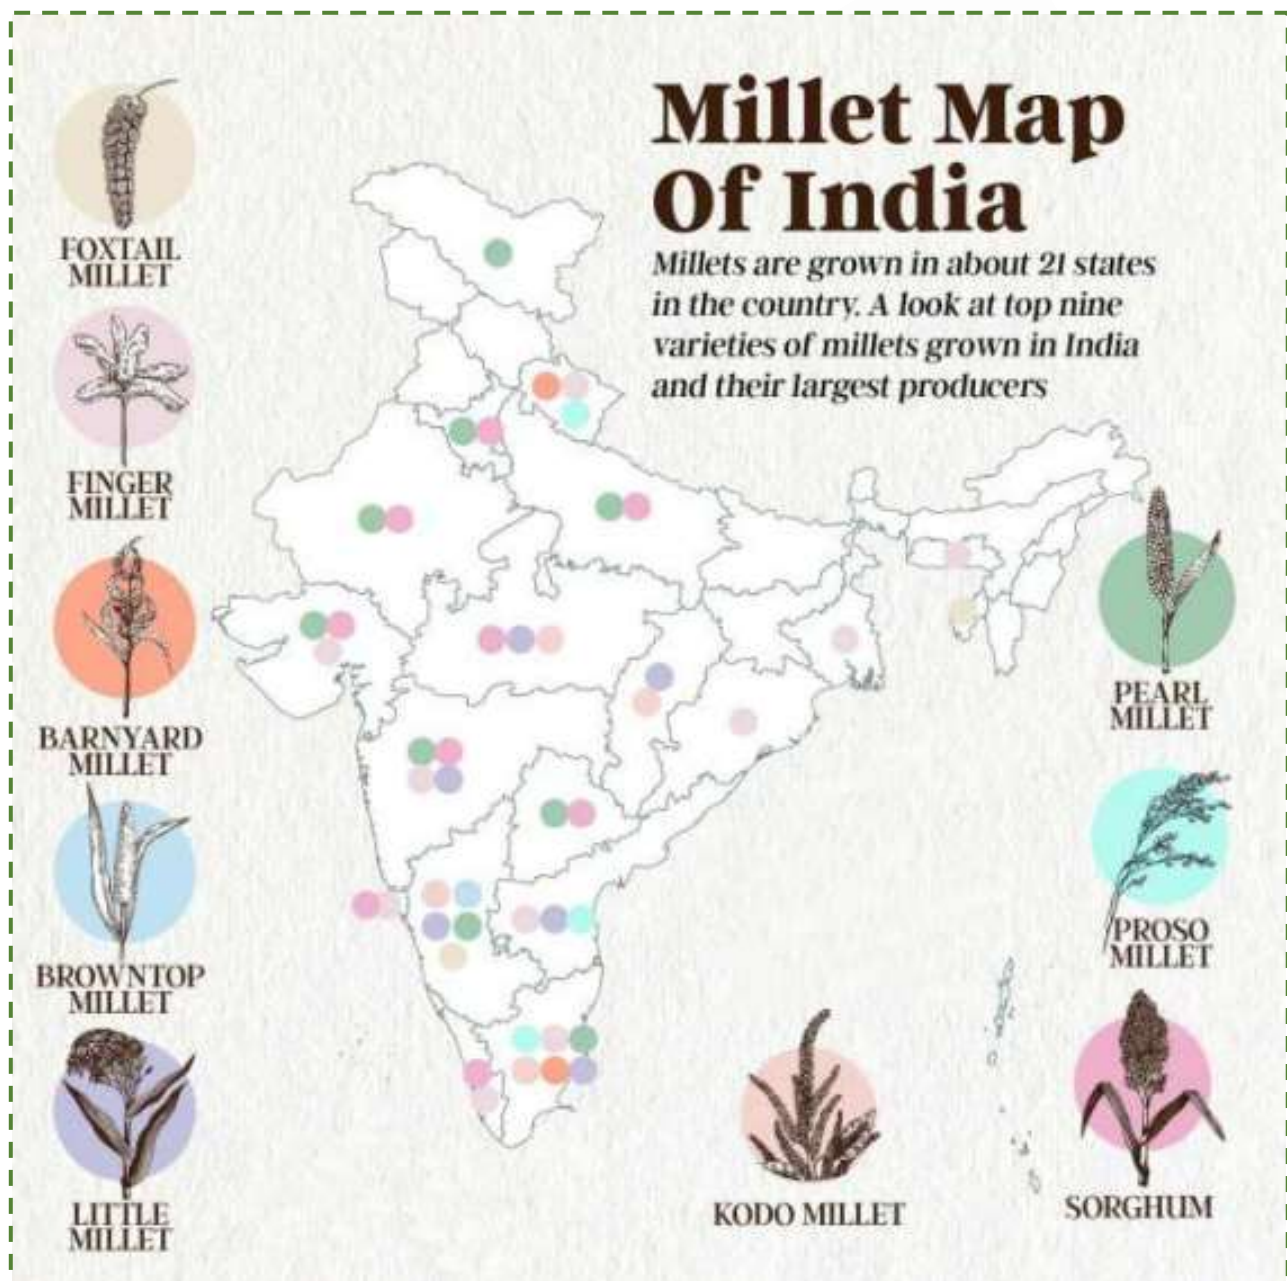 Millet Map
Of India
Millets are grown in about 21 states
in the country. A look at top nine
varieties of millets grown in India
and their largest producers
FOXTAIL
MILLET
FINGER
MILLET
BARNYARD
MILLET
BROWNTOP
MILLET
LITTLE
MILLET
PEARL
MILLET
PROSO
MILLET
KODO MILLET
SORGHUM